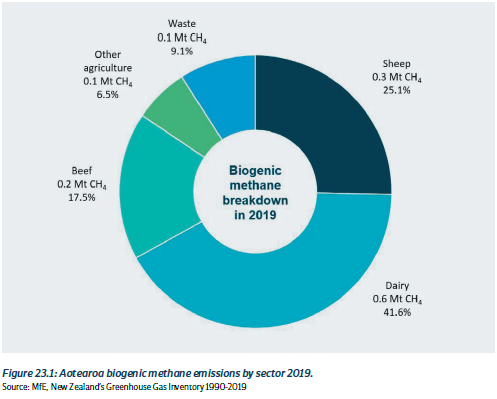 Waste
0.1 Mt CH₄
9.1%
Other
agriculture
0.1 Mt CH₄
6.5%
Sheep
0.3 Mt CH₄
25.1%
Beef
0.2 Mt CH₄
17.5%
Biogenic
methane
breakdown
in 2019
Dairy
0.6 Mt CH₄
41.6%
Figure 23.1: Aotearoa biogenic methane emissions by sector 2019.
Source: MfE, New Zealand's Greenhouse Gas Inventory 1990-2019